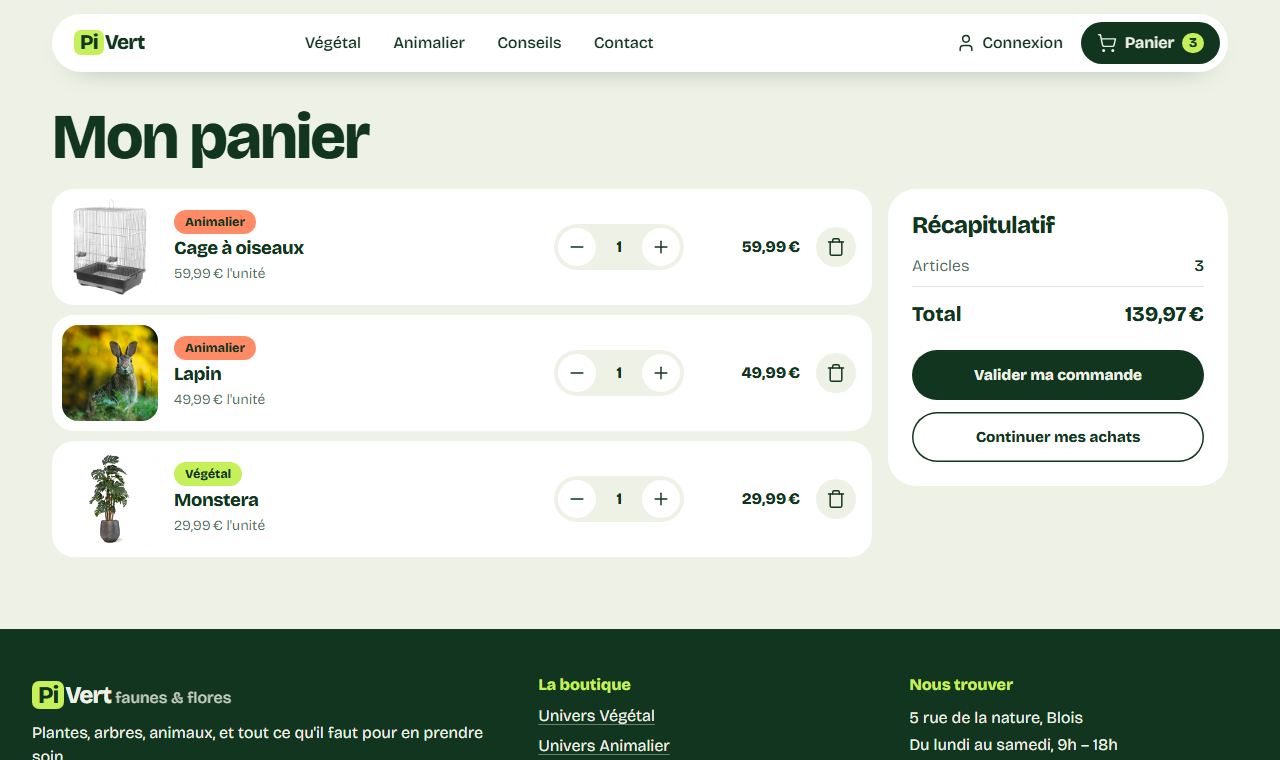 PiVert
Végétal
Animalier
Conseils
Contact
Connexion
Panier 3
Mon panier
Animalier
Cage à oiseaux
59,99 € l'unité
1
59,99 €
Animalier
Lapin
49,99 € l'unité
1
49,99 €
Végétal
Monstera
29,99 € l'unité
1
29,99 €
Récapitulatif
Articles 3
Total 139,97 €
Valider ma commande
Continuer mes achats
PiVert faunes & flores
Plantes, arbres, animaux, et tout ce qu'il faut pour en prendre
soin
La boutique
Univers Végétal
Univers Animalier
Nous trouver
5 rue de la nature, Blois
Du lundi au samedi, 9h – 18h